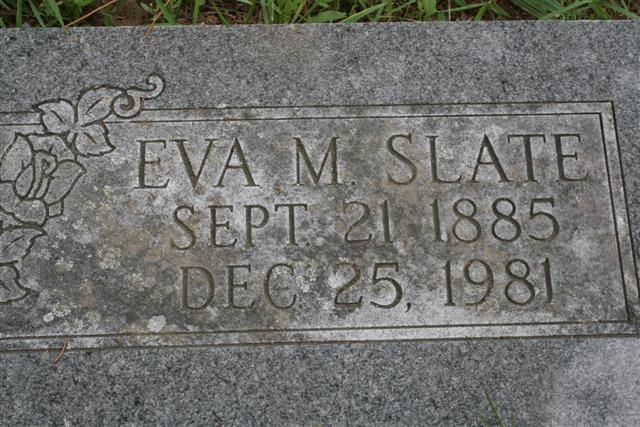 EVA M. SLATE
SEPT. 21, 1885
DEC. 25, 1981